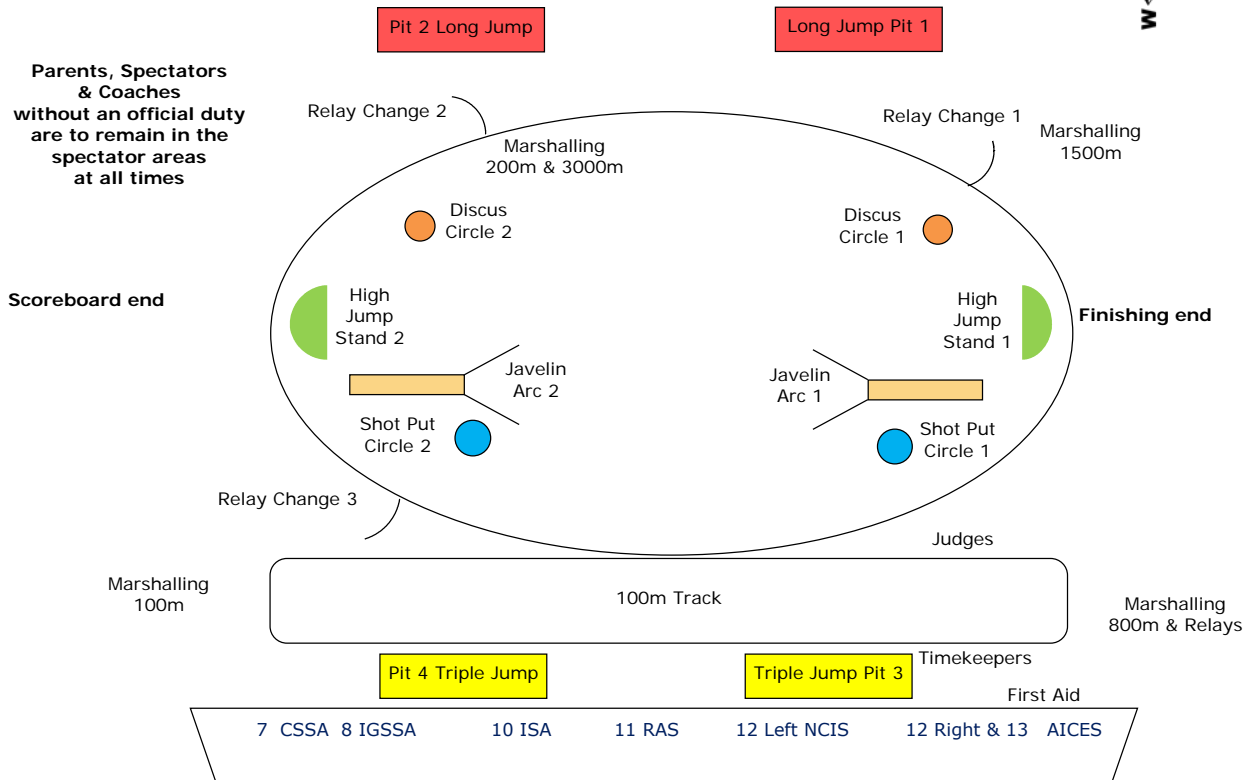 Pit 2 Long Jump
Long Jump Pit 1
W
Parents, Spectators
& Coaches
without an official duty
are to remain in the
spectator areas
at all times
Relay Change 2
Relay Change 1
Marshalling
1500m
Marshalling
200m & 3000m
Discus
Circle 2
Discus
Circle 1
Scoreboard end
High
Jump
Stand 2
High
Jump
Stand 1
Finishing end
Javelin
Arc 2
Javelin
Arc 1
Shot Put
Circle 2
Shot Put
Circle 1
Relay Change 3
Judges
Marshalling
100m
100m Track
Marshalling
800m & Relays
Pit 4 Triple Jump
Triple Jump Pit 3
Timekeepers
First Aid
7 CSSA 8 IGSSA 10 ISA 11 RAS 12 Left NCIS 12 Right & 13 AICES